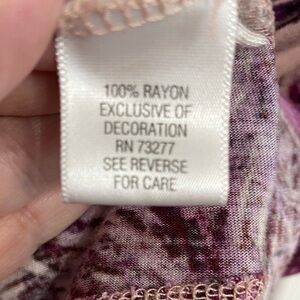 100% RAYON
EXCLUSIVE OF
DECORATION
RN 73277
SEE REVERSE
FOR CARE